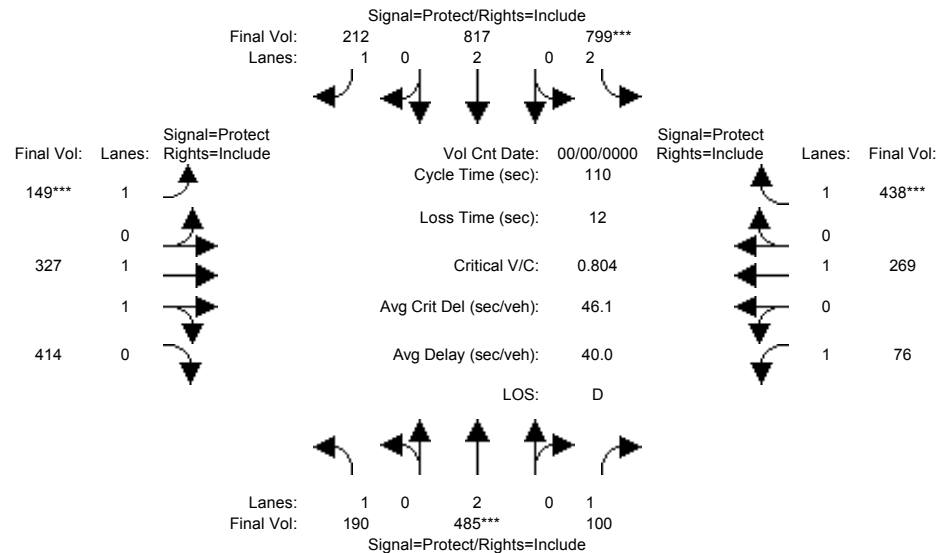 Signal=Protect/Rights=Include
Final Vol: 212 817 799***
Lanes: 1 0 2 0 2
Signal=Protect Signal=Protect
Final Vol: Lanes: Rights=Include Vol Cnt Date: 00/00/0000 Rights=Include Lanes: Final Vol:
Cycle Time (sec): 110
149*** 1 1 438***
Loss Time (sec): 12
0 0
327 1 Critical V/C: 0.804 1 269
1 Avg Crit Del (sec/veh): 46.1 0
414 0 Avg Delay (sec/veh): 40.0 1 76
LOS: D
Lanes: 1 0 2 0 1
Final Vol: 190 485*** 100
Signal=Protect/Rights=Include